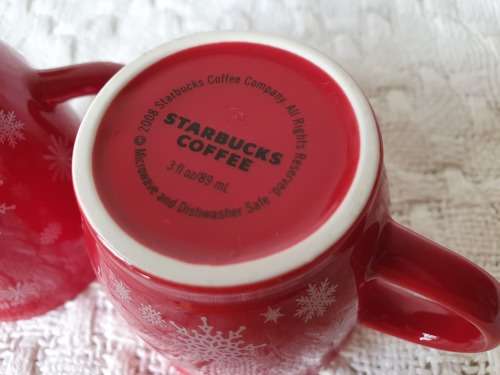 © 2008 Starbucks Coffee Company. All Rights Reserved.
STARBUCKS
COFFEE
3 fl oz/89 mL
Microwave and Dishwasher Safe